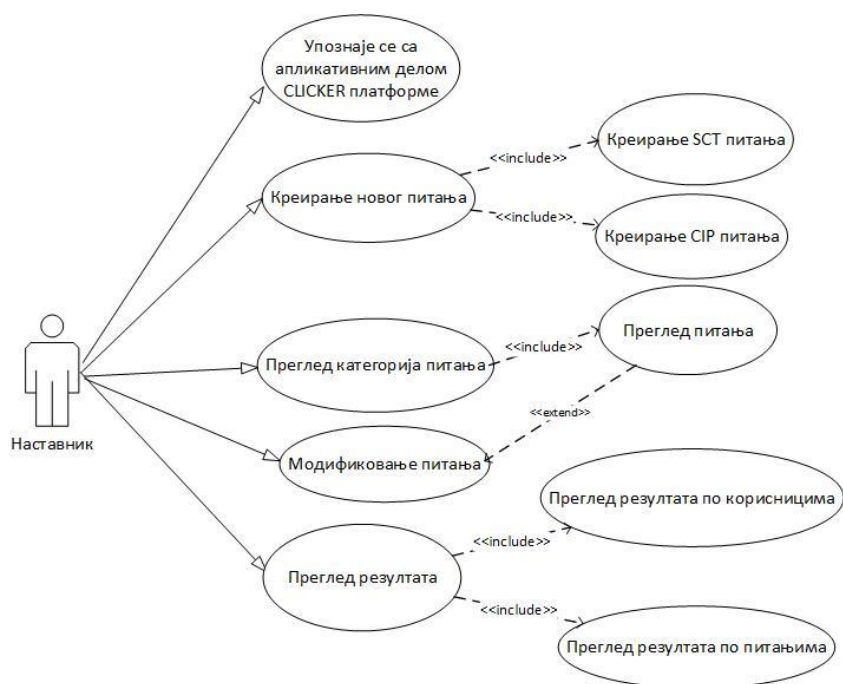 Упознаје се са
апликативним делом
CLICKER платформе
<<include>>
Креирање SCT питања
Креирање новог питања
<<include>>
Креирање CIP питања
Преглед питања
<<include>>
Преглед категорија питања
<<extend>>
Наставник
Модификовање питања
Преглед резултата по корисницима
<<include>>
Преглед резултата
<<include>>
Преглед резултата по питањима